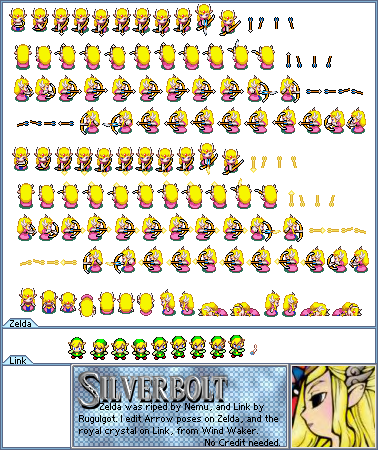 Zelda
Link
SILVERBOLT
Zelda was riped by Nemu, and Link by
Rugulgot. I edit Arrow poses on Zelda, and the
royal crystal on Link, from Wind Waker.
No Credit needed.